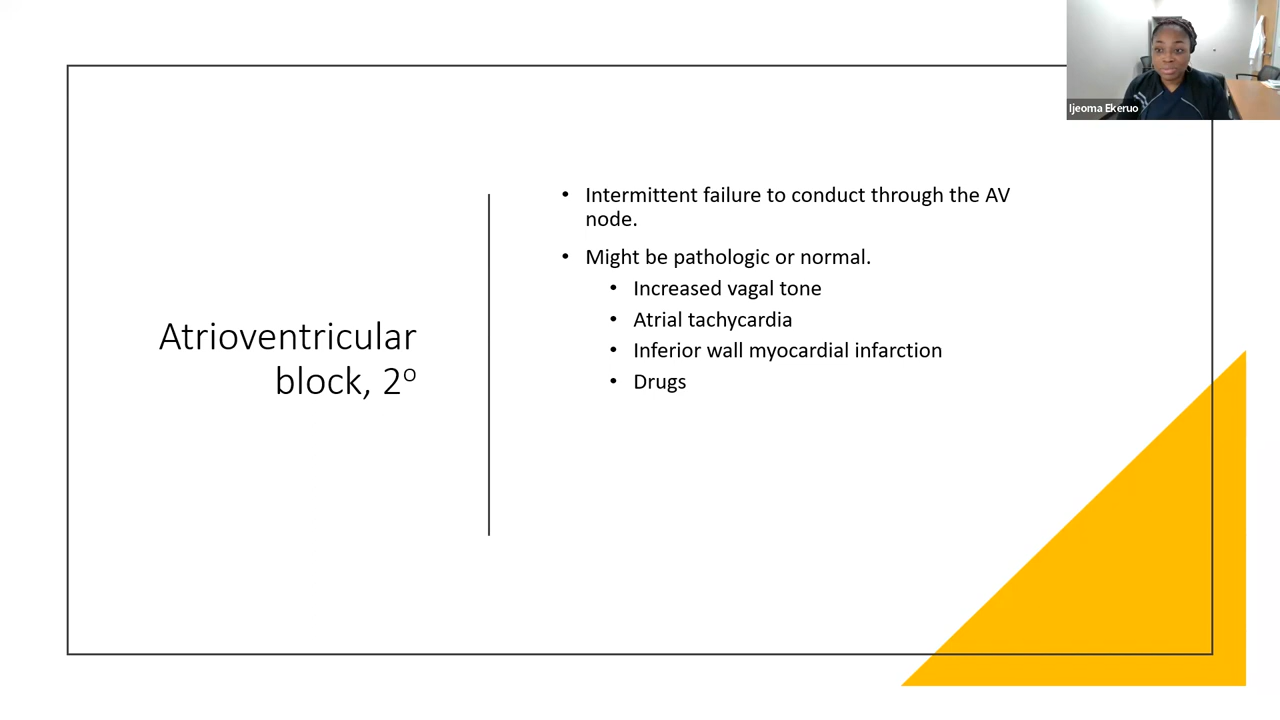 Ijeoma Ekeruo
Atrioventricular
block, 2º
• Intermittent failure to conduct through the AV
node.
• Might be pathologic or normal.
• Increased vagal tone
• Atrial tachycardia
• Inferior wall myocardial infarction
• Drugs